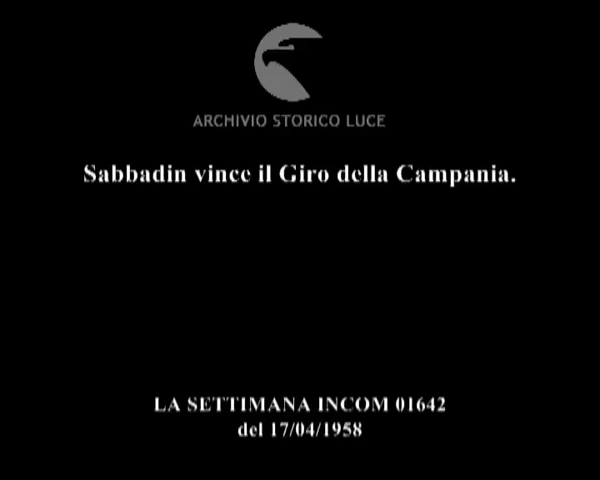 ARCHIVIO STORICO LUCE
Sabbadin vince il Giro della Campania.
LA SETTIMANA INCOM 01642
del 17/04/1958